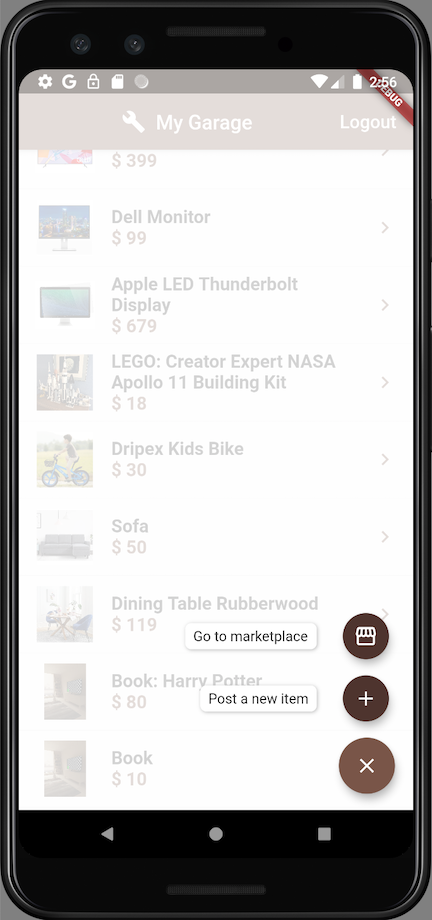 2:56
DEBUG
My Garage
Logout
$ 399
Dell Monitor
$ 99
Apple LED Thunderbolt
Display
$ 679
LEGO: Creator Expert NASA
Apollo 11 Building Kit
$ 18
Dripex Kids Bike
$ 30
Sofa
$ 50
Dining Table Rubberwood
$ 119
Go to marketplace
Book: Harry Potter
$ 80
Post a new item
Book
$ 10